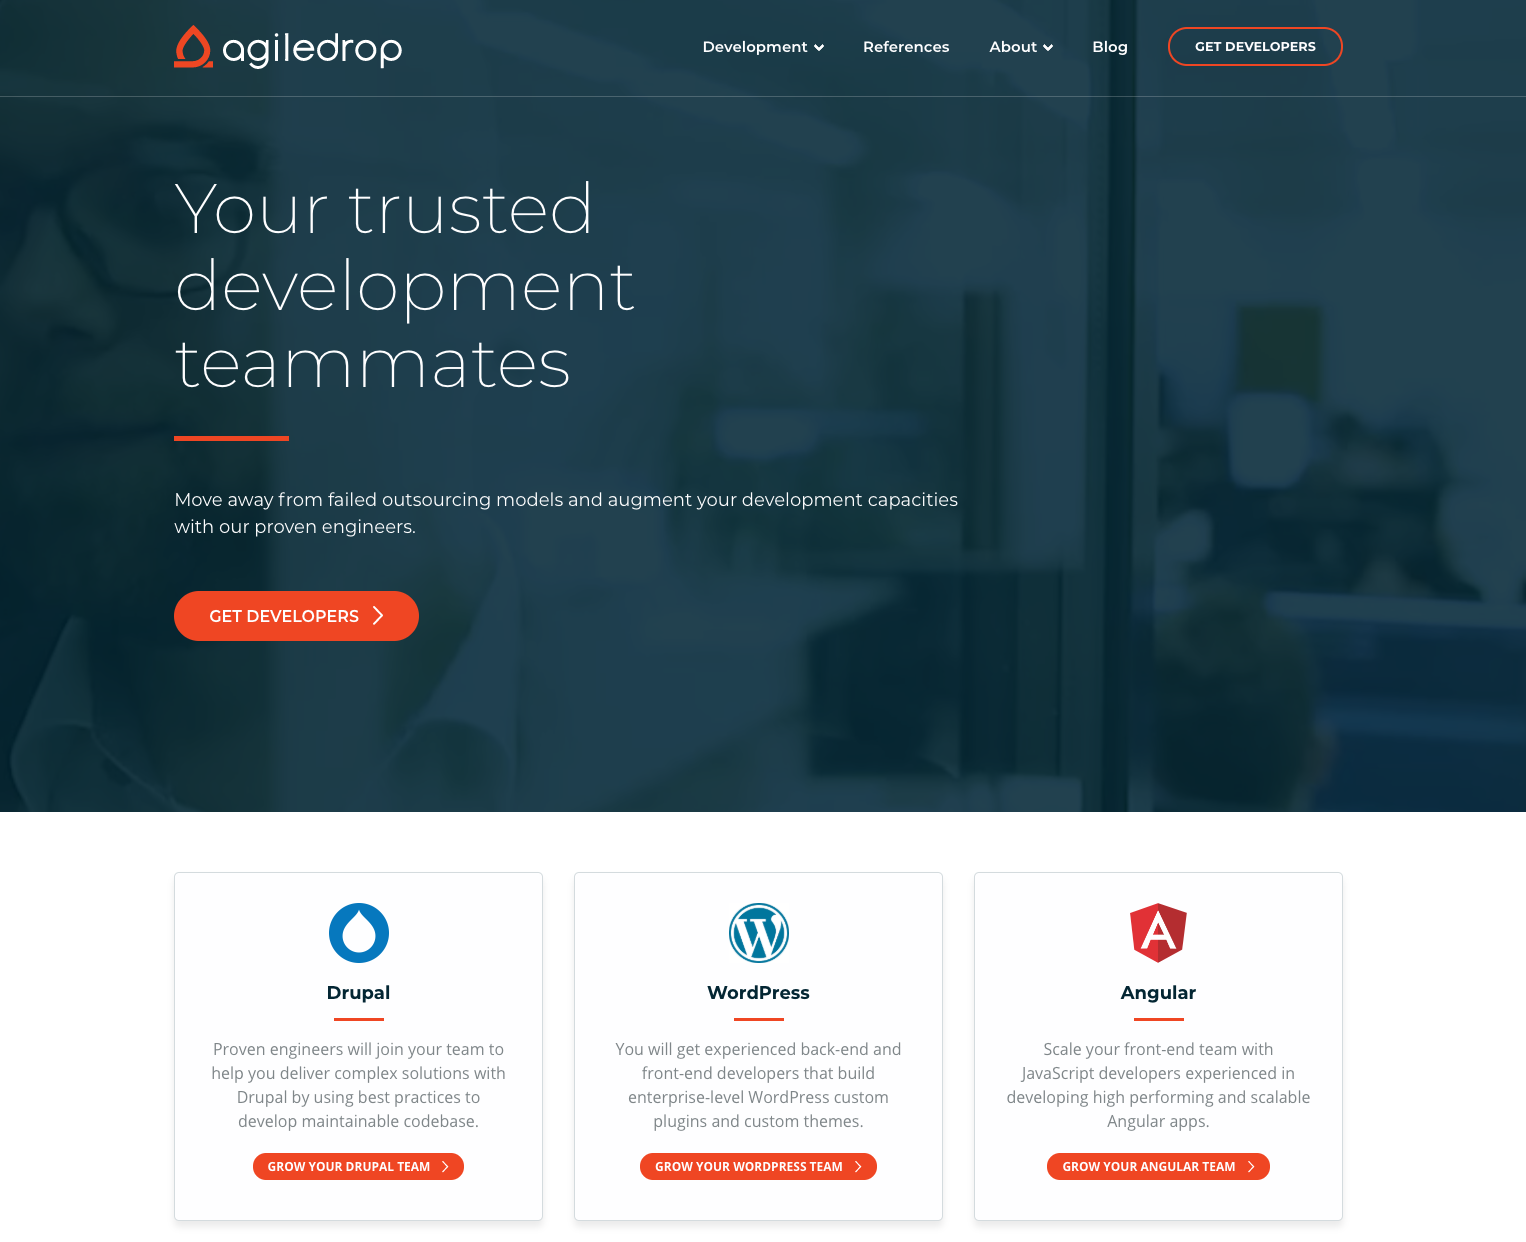 agiledrop
Development
References
About
Blog
GET DEVELOPERS
Your trusted
development
teammates
Move away from failed outsourcing models and augment your development capacities
with our proven engineers.
GET DEVELOPERS
Drupal
Proven engineers will join your team to
help you deliver complex solutions with
Drupal by using best practices to
develop maintainable codebase.
GROW YOUR DRUPAL TEAM
WordPress
You will get experienced back-end and
front-end developers that build
enterprise-level WordPress custom
plugins and custom themes.
GROW YOUR WORDPRESS TEAM
Angular
Scale your front-end team with
JavaScript developers experienced in
developing high performing and scalable
Angular apps.
GROW YOUR ANGULAR TEAM